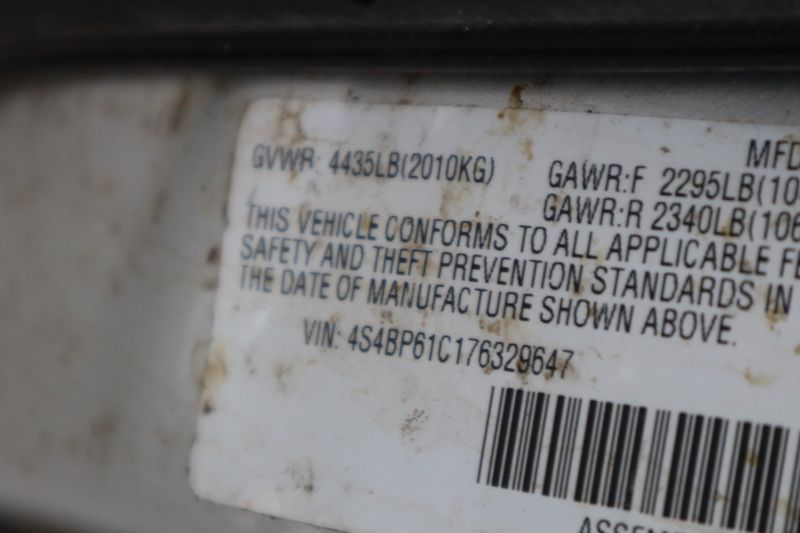 MFD
GVWR: 4435LB(2010KG) GAWR:F 2295LB(10
GAWR:R 2340LB(106
THIS VEHICLE CONFORMS TO ALL APPLICABLE FE
SAFETY AND THEFT PREVENTION STANDARDS IN
THE DATE OF MANUFACTURE SHOWN ABOVE.
VIN: 4S4BP61C176329647